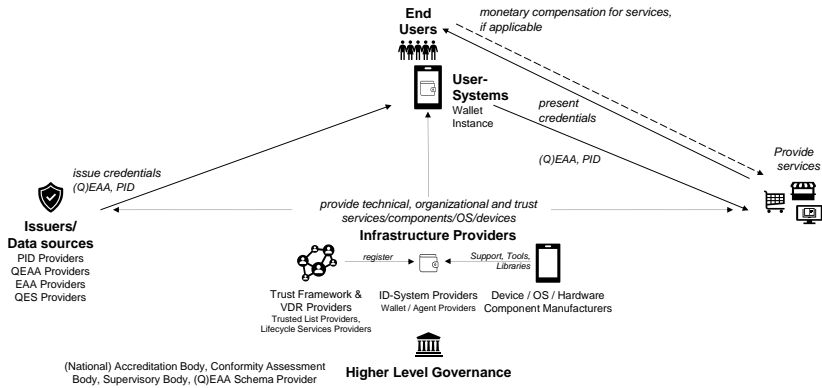 End
Users
monetary compensation for services,
if applicable
User-
Systems
Wallet
Instance
present
credentials
issue credentials
(Q)EAA, PID
(Q)EAA, PID
Provide
services
Issuers/
Data sources
PID Providers
QEAA Providers
EAA Providers
QES Providers
provide technical, organizational and trust
services/components/OS/devices
Infrastructure Providers
register
Support, Tools,
Libraries
Trust Framework &
VDR Providers
Trusted List Providers,
Lifecycle Services Providers
ID-System Providers
Wallet / Agent Providers
Device / OS / Hardware
Component Manufacturers
(National) Accreditation Body, Conformity Assessment
Body, Supervisory Body, (Q)EAA Schema Provider
Higher Level Governance